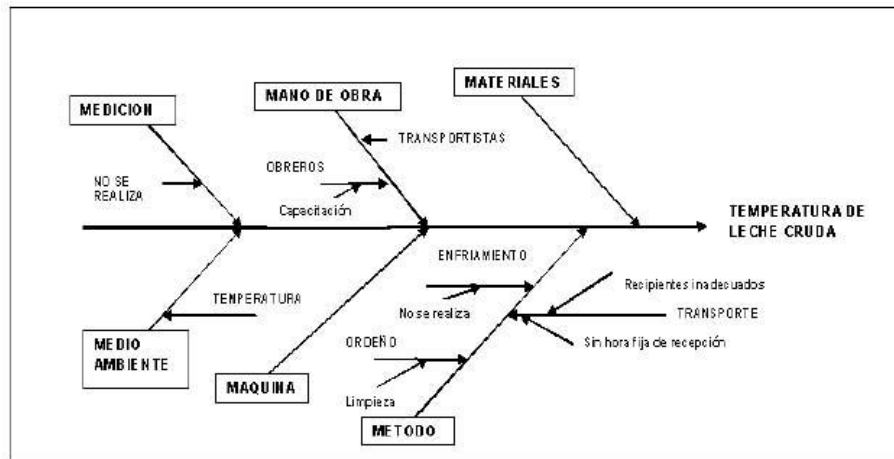 MATERIALES
MANO DE OBRA
MEDICION
TRANSPORTISTAS
OBREROS
NO SE
REALIZA
Capacitación
TEMPERATURA DE
LECHE CRUDA
ENFRIAMIENTO
Recipientes inadecuados
TEMPERATURA
No se realiza
TRANSPORTE
ORDEÑO
Sin hora fija de recepción
MEDIO
AMBIENTE
MAQUINA
Limpieza
METODO